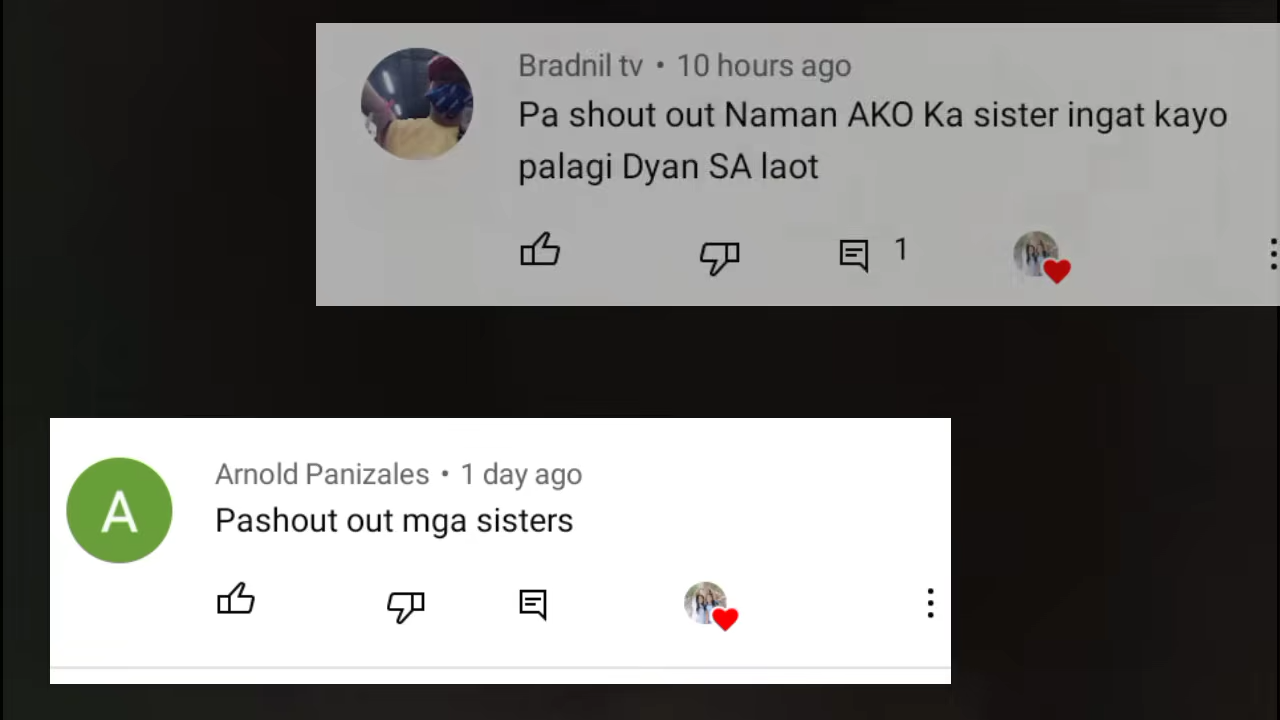 Bradnil tv • 10 hours ago
Pa shout out Naman AKO Ka sister ingat kayo
palagi Dyan SA laot
1
A
Arnold Panizales • 1 day ago
Pashout out mga sisters